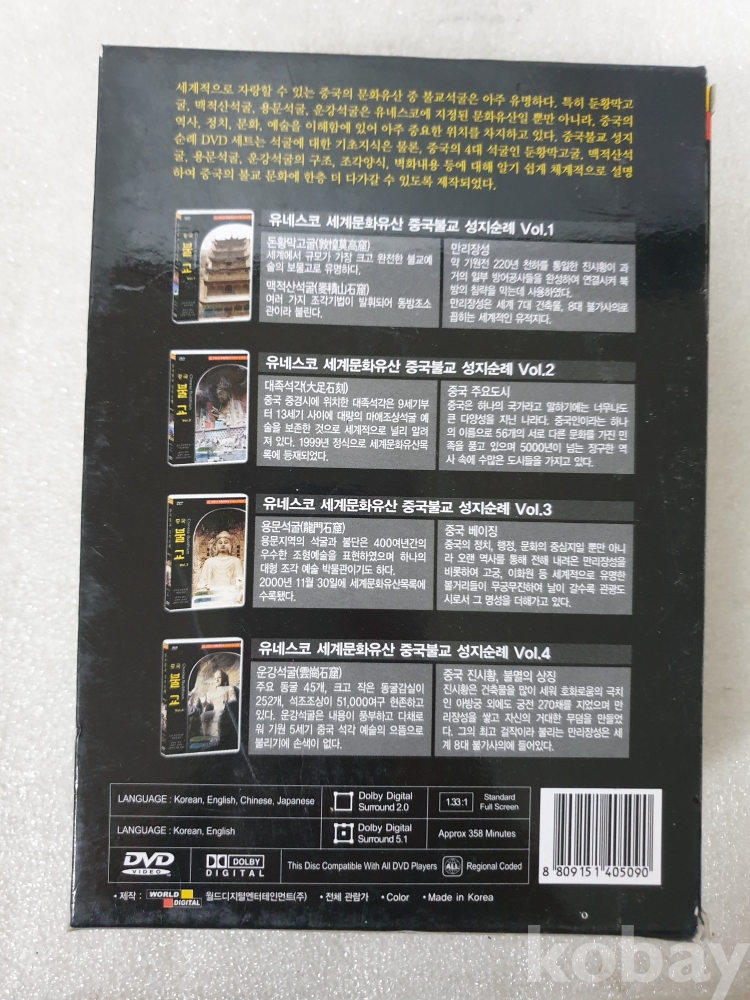 세계적으로 자랑할 수 있는 중국의 문화유산 중 불교석굴은 아주 유명하다. 특히 둔황막고
굴, 맥적산석굴, 용문석굴, 운강석굴은 유네스코에 지정된 문화유산일 뿐만 아니라, 중국의
역사, 정치, 문화, 예술을 이해함에 있어 아주 중요한 위치를 차지하고 있다. 중국불교 성지
순례 DVD 세트는 석굴에 대한 기초지식은 물론, 중국의 4대 석굴인 둔황막고굴, 맥적산석
굴, 용문석굴, 운강석굴의 구조, 조각양식, 벽화내용 등에 대해 알기 쉽게 체계적으로 설명
하여 중국의 불교 문화에 한층 더 다가갈 수 있도록 제작되었다.
유네스코 세계문화유산 중국불교 성지순례 Vol.1
돈황막고굴(敦煌莫高窟)
세계에서 규모가 가장 크고 완전한 불교예
술의 보물고로 유명하다.
맥적산석굴(麥積山石窟)
여러 가지 조각기법이 발휘되어 동방조소
관이라 불린다.
만리장성
약 기원전 220년 천하를 통일한 진시황이 과
거의 일부 방어공사들을 완성하여 연결시켜 북
방의 침략을 막는데 사용하였다.
만리장성은 세계 7대 건축물, 8대 불가사의로
꼽히는 세계적인 유적지다.
중국
불교
유네스코 세계문화유산 중국불교 성지순례 Vol.2
대족석각(大足石刻)
중국 중경시에 위치한 대족석각은 9세기부
터 13세기 사이에 대량의 마애조상석굴 예
술을 보존한 것으로 세계적으로 널리 알려
져 있다. 1999년 정식으로 세계문화유산목
록에 등재되었다.
중국 주요도시
중국은 하나의 국가라고 말하기에는 너무나도
큰 다양성을 지닌 나라다. 중국인이라는 하나
의 이름으로 56개의 서로 다른 문화를 가진 민
족을 품고 있으며 5000년이 넘는 장구한 역
사 속에 수많은 도시들을 가지고 있다.
중국
불교
유네스코 세계문화유산 중국불교 성지순례 Vol.3
용문석굴(龍門石窟)
용문지역의 석굴과 불단은 400여년간의
우수한 조형예술을 표현하였으며 하나의
대형 조각 예술 박물관이기도 하다.
2000년 11월 30일에 세계문화유산목록에
수록됐다.
중국 베이징
중국의 정치, 행정, 문화의 중심지일 뿐만 아니
라 오랜 역사를 통해 전해 내려온 만리장성을
비롯하여 고궁, 이화원 등 세계적으로 유명한
볼거리들이 무궁무진하여 날이 갈수록 관광도
시로서 그 명성을 더해가고 있다.
중국
불교
유네스코 세계문화유산 중국불교 성지순례 Vol.4
운강석굴(雲崗石窟)
주요 동굴 45개, 크고 작은 동굴감실이
252개, 석조조상이 51,000여구 현존하고
있다. 운강석굴은 내용이 풍부하고 다채로
워 기원 5세기 중국 석각 예술의 으뜸으로
불리기에 손색이 없다.
중국 진시황, 불멸의 상징
진시황은 건축물을 많이 세워 호화로움의 극치
인 아방궁 외에도 궁전 270채를 지었으며 만
리장성을 쌓고 자신의 거대한 무덤을 만들었
다. 그의 최고 걸작이라 불리는 만리장성은 세
계 8대 불가사의에 들어있다.
중국
불교
LANGUAGE : Korean, English, Chinese, Japanese
Dolby Digital
Surround 2.0
1.33:1
Standard
Full Screen
LANGUAGE : Korean, English
Dolby Digital
Surround 5.1
Approx 358 Minutes
DVD
VIDEO
DOLBY
DIGITAL
This Disc Compatible With All DVD Players
ALL
Regional Coded
8 809151 405090
• 제작 : WORLD DIGITAL 월드디지털엔터테인먼트(주) • 전체 관람가 • Color • Made in Korea
kobay